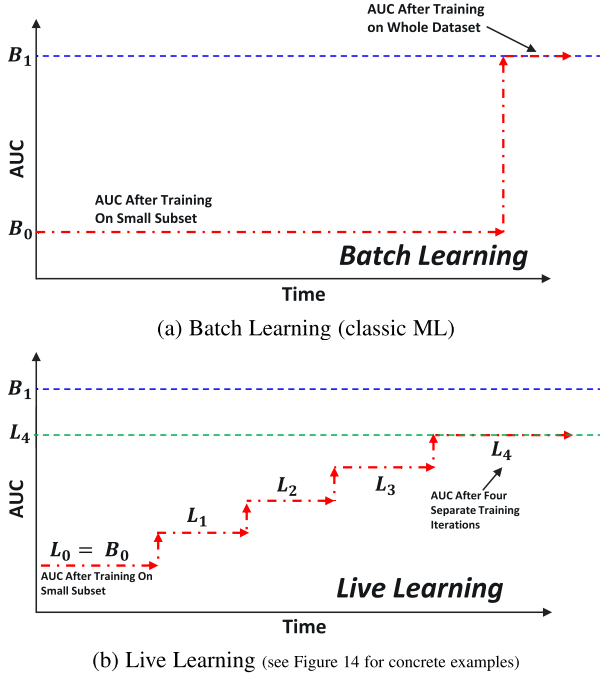 AUC After Training
on Whole Dataset
B₁
AUC
AUC After Training
On Small Subset
B₀
Batch Learning
Time
(a) Batch Learning (classic ML)
B₁
L₄
AUC
L₄
L₃
AUC After Four
Separate Training
Iterations
L₂
L₁
L₀ = B₀
AUC After Training On
Small Subset
Live Learning
Time
(b) Live Learning (see Figure 14 for concrete examples)